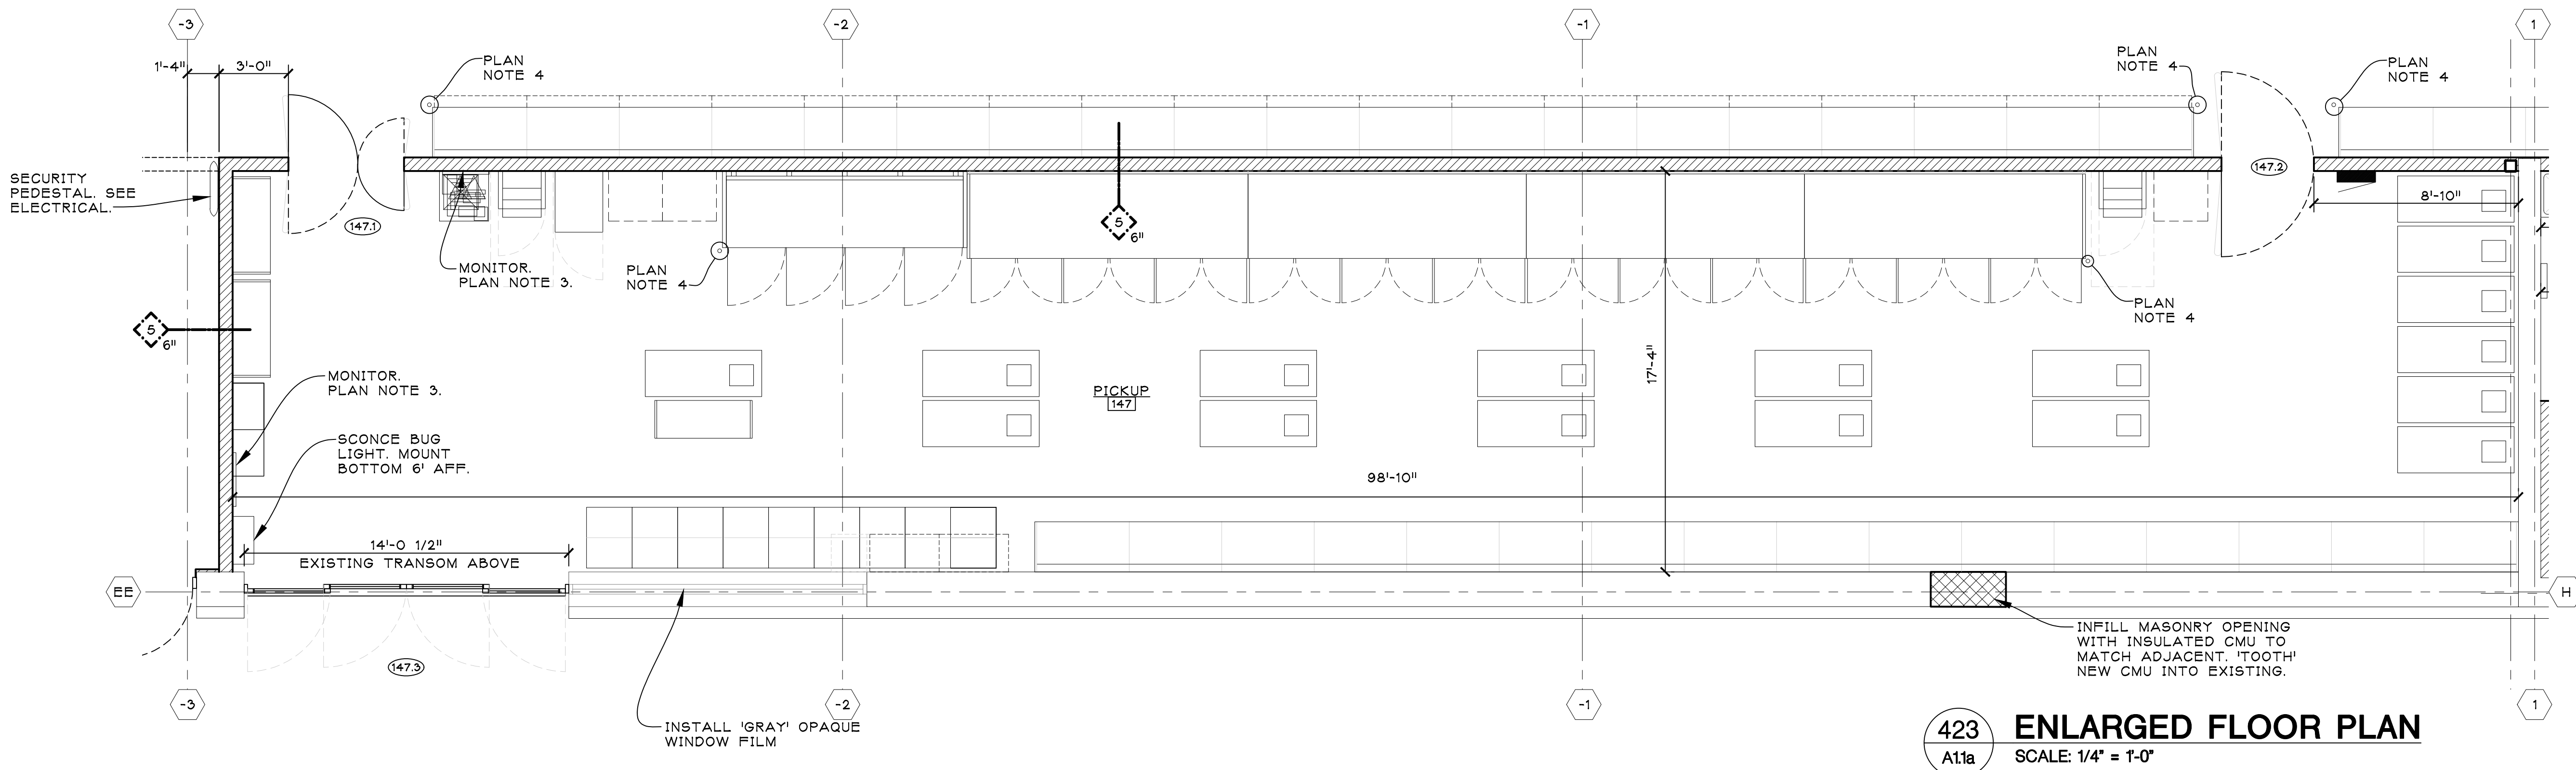 -3
-2
-1
1
1'-4"
3'-0"
PLAN
NOTE 4
PLAN
NOTE 4
PLAN
NOTE 4
SECURITY
PEDESTAL. SEE
ELECTRICAL.
147.1
147.2
8'-10"
5
6"
MONITOR.
PLAN NOTE 3.
PLAN
NOTE 4
PLAN
NOTE 4
5
6"
17'-4"
MONITOR.
PLAN NOTE 3.
PICKUP
147
SCONCE BUG
LIGHT. MOUNT
BOTTOM 6' AFF.
98'-10"
14'-0 1/2"
EXISTING TRANSOM ABOVE
EE
H
147.3
INFILL MASONRY OPENING
WITH INSULATED CMU TO
MATCH ADJACENT. 'TOOTH'
NEW CMU INTO EXISTING.
-3
-2
-1
1
INSTALL 'GRAY' OPAQUE
WINDOW FILM
423
A1.1a
ENLARGED FLOOR PLAN
SCALE: 1/4" = 1'-0"